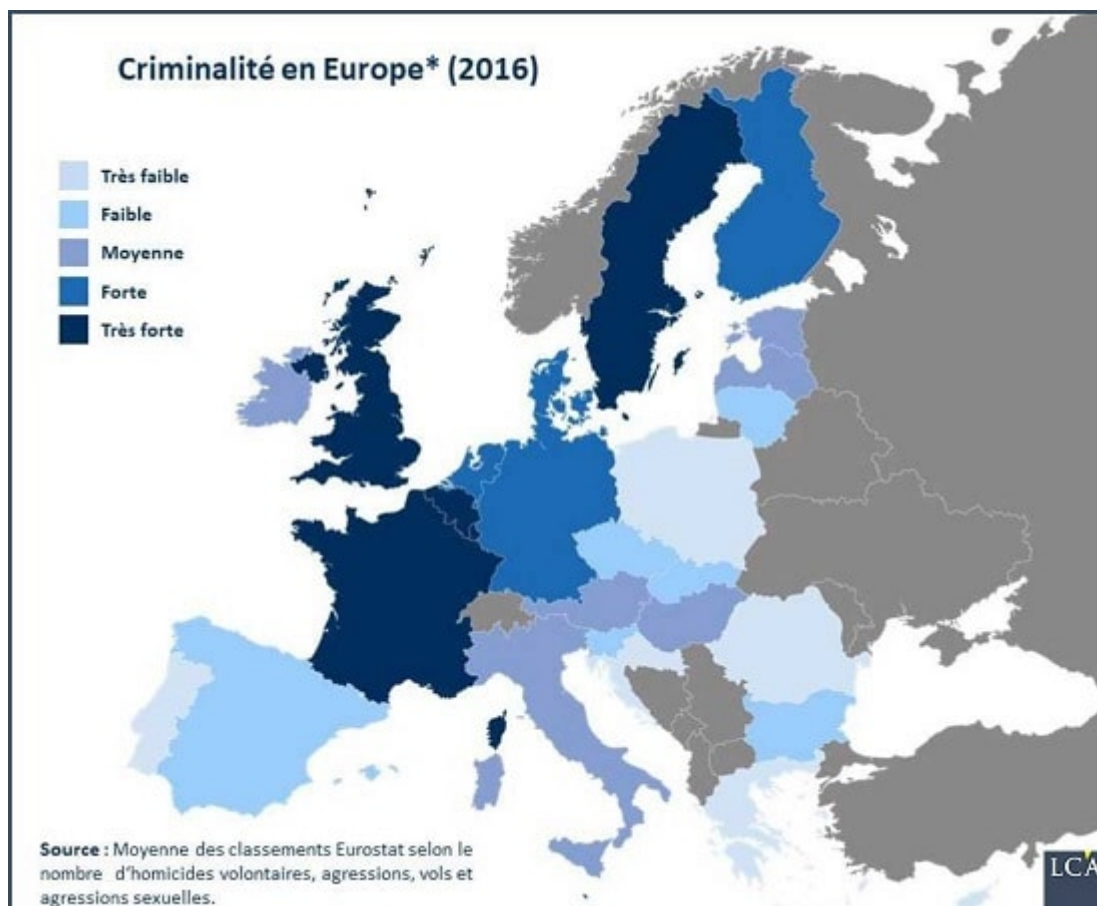 Criminalité en Europe* (2016)
Très faible
Faible
Moyenne
Forte
Très forte
Source : Moyenne des classements Eurostat selon le
nombre d'homicides volontaires, agressions, vols et
agressions sexuelles.
LCA